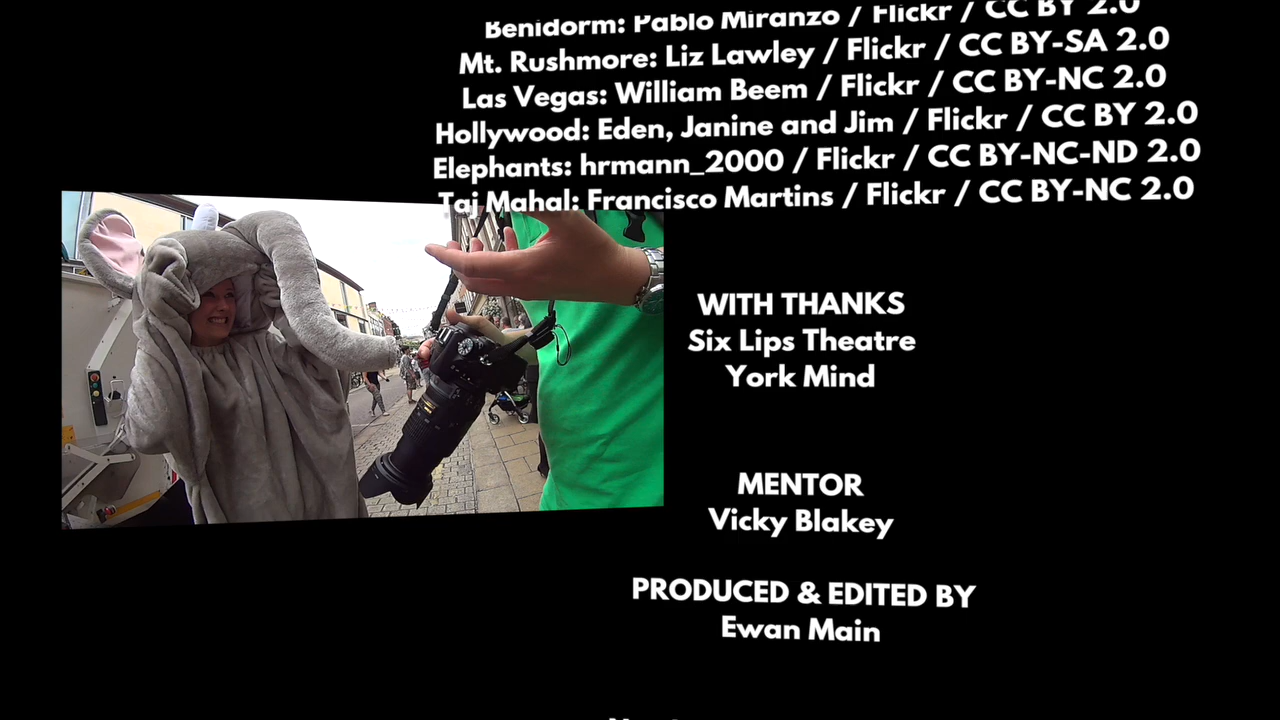 Benidorm: Pablo Miranzo / Flickr / CC BY 2.0
Mt. Rushmore: Liz Lawley / Flickr / CC BY-SA 2.0
Las Vegas: William Beem / Flickr / CC BY-NC 2.0
Hollywood: Eden, Janine and Jim / Flickr / CC BY 2.0
Elephants: hrmann_2000 / Flickr / CC BY-NC-ND 2.0
Taj Mahal: Francisco Martins / Flickr / CC BY-NC 2.0
WITH THANKS
Six Lips Theatre
York Mind
MENTOR
Vicky Blakey
PRODUCED & EDITED BY
Ewan Main